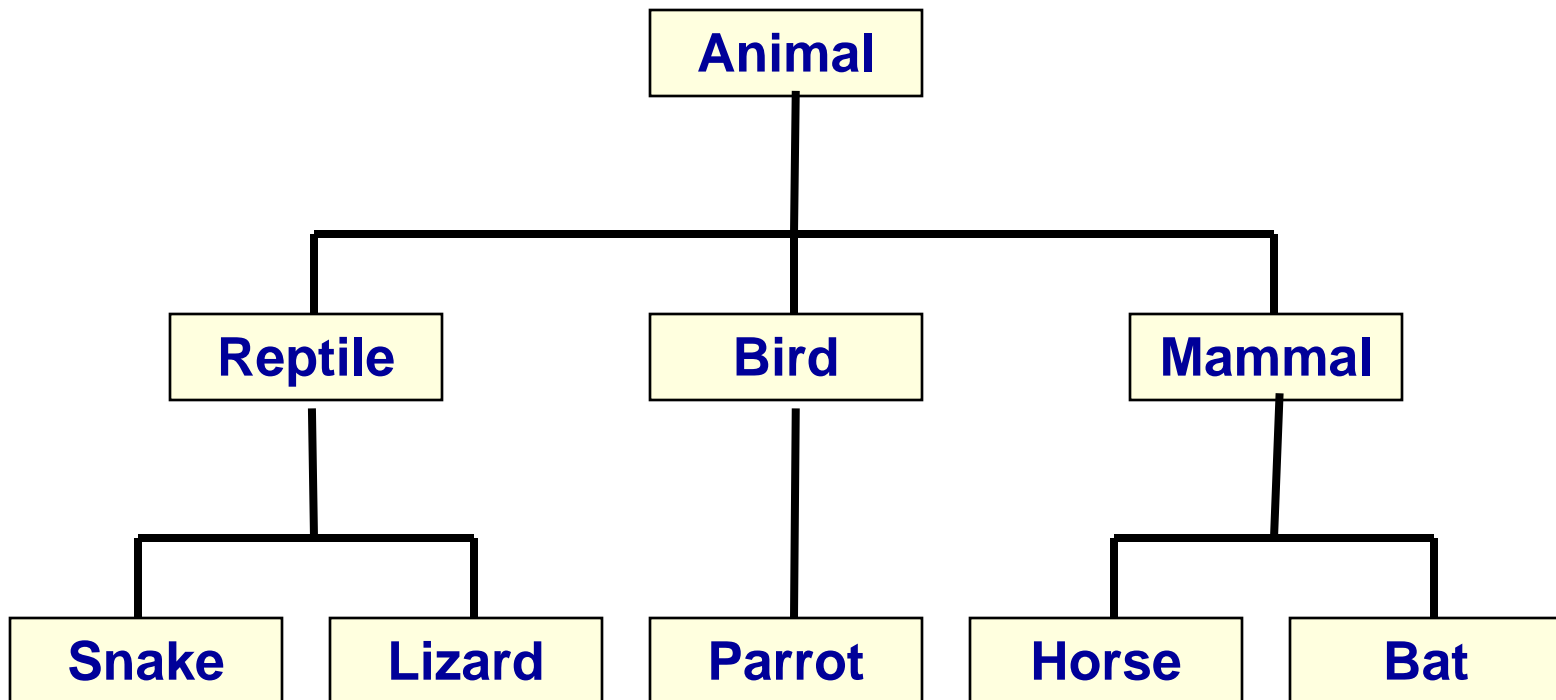 Animal
Reptile
Bird
Mammal
Snake
Lizard
Parrot
Horse
Bat